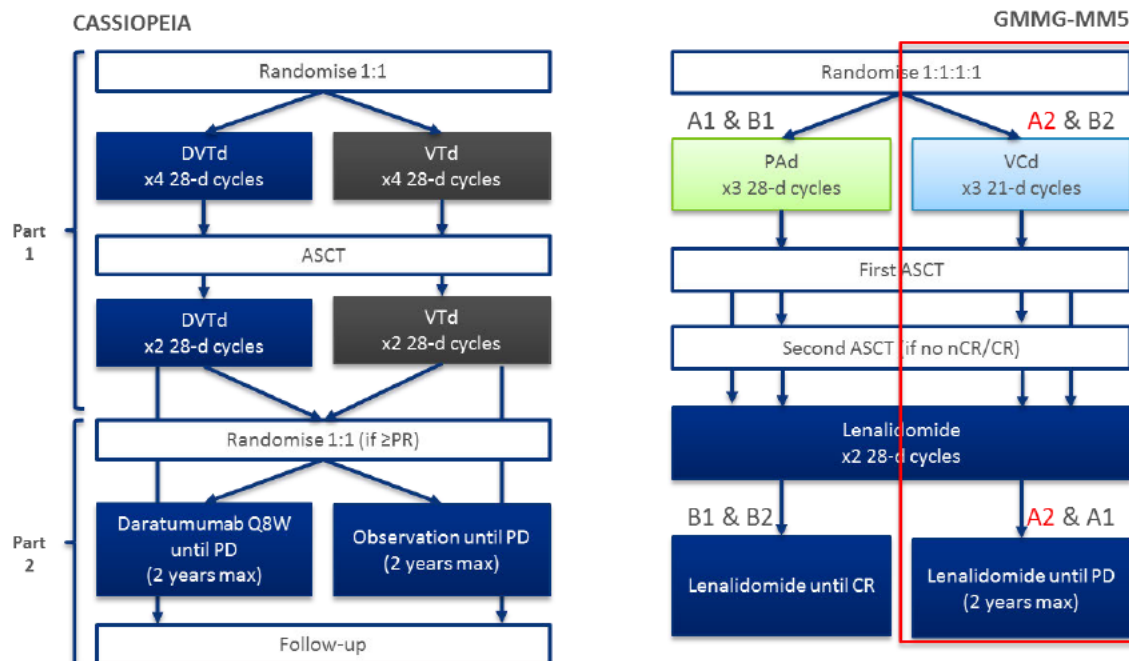 CASSIOPEIA
Part
1
Randomise 1:1
DVTd
x4 28-d cycles
VTd
x4 28-d cycles
ASCT
DVTd
x2 28-d cycles
VTd
x2 28-d cycles
Part
2
Randomise 1:1 (if ≥PR)
Daratumumab Q8W
until PD
(2 years max)
Observation until PD
(2 years max)
Follow-up
GMMG-MM5
Randomise 1:1:1:1
A1 & B1
A2 & B2
PAd
x3 28-d cycles
VCd
x3 21-d cycles
First ASCT
Second ASCT (if no nCR/CR)
Lenalidomide
x2 28-d cycles
B1 & B2
A2 & A1
Lenalidomide until CR
Lenalidomide until PD
(2 years max)